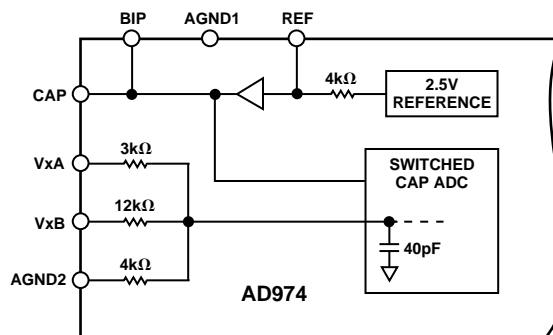 BIP AGND1 REF
4kΩ
2.5V
REFERENCE
CAP
VxA
3kΩ
SWITCHED
CAP ADC
12kΩ
VxB
40pF
4kΩ
AGND2
AD974